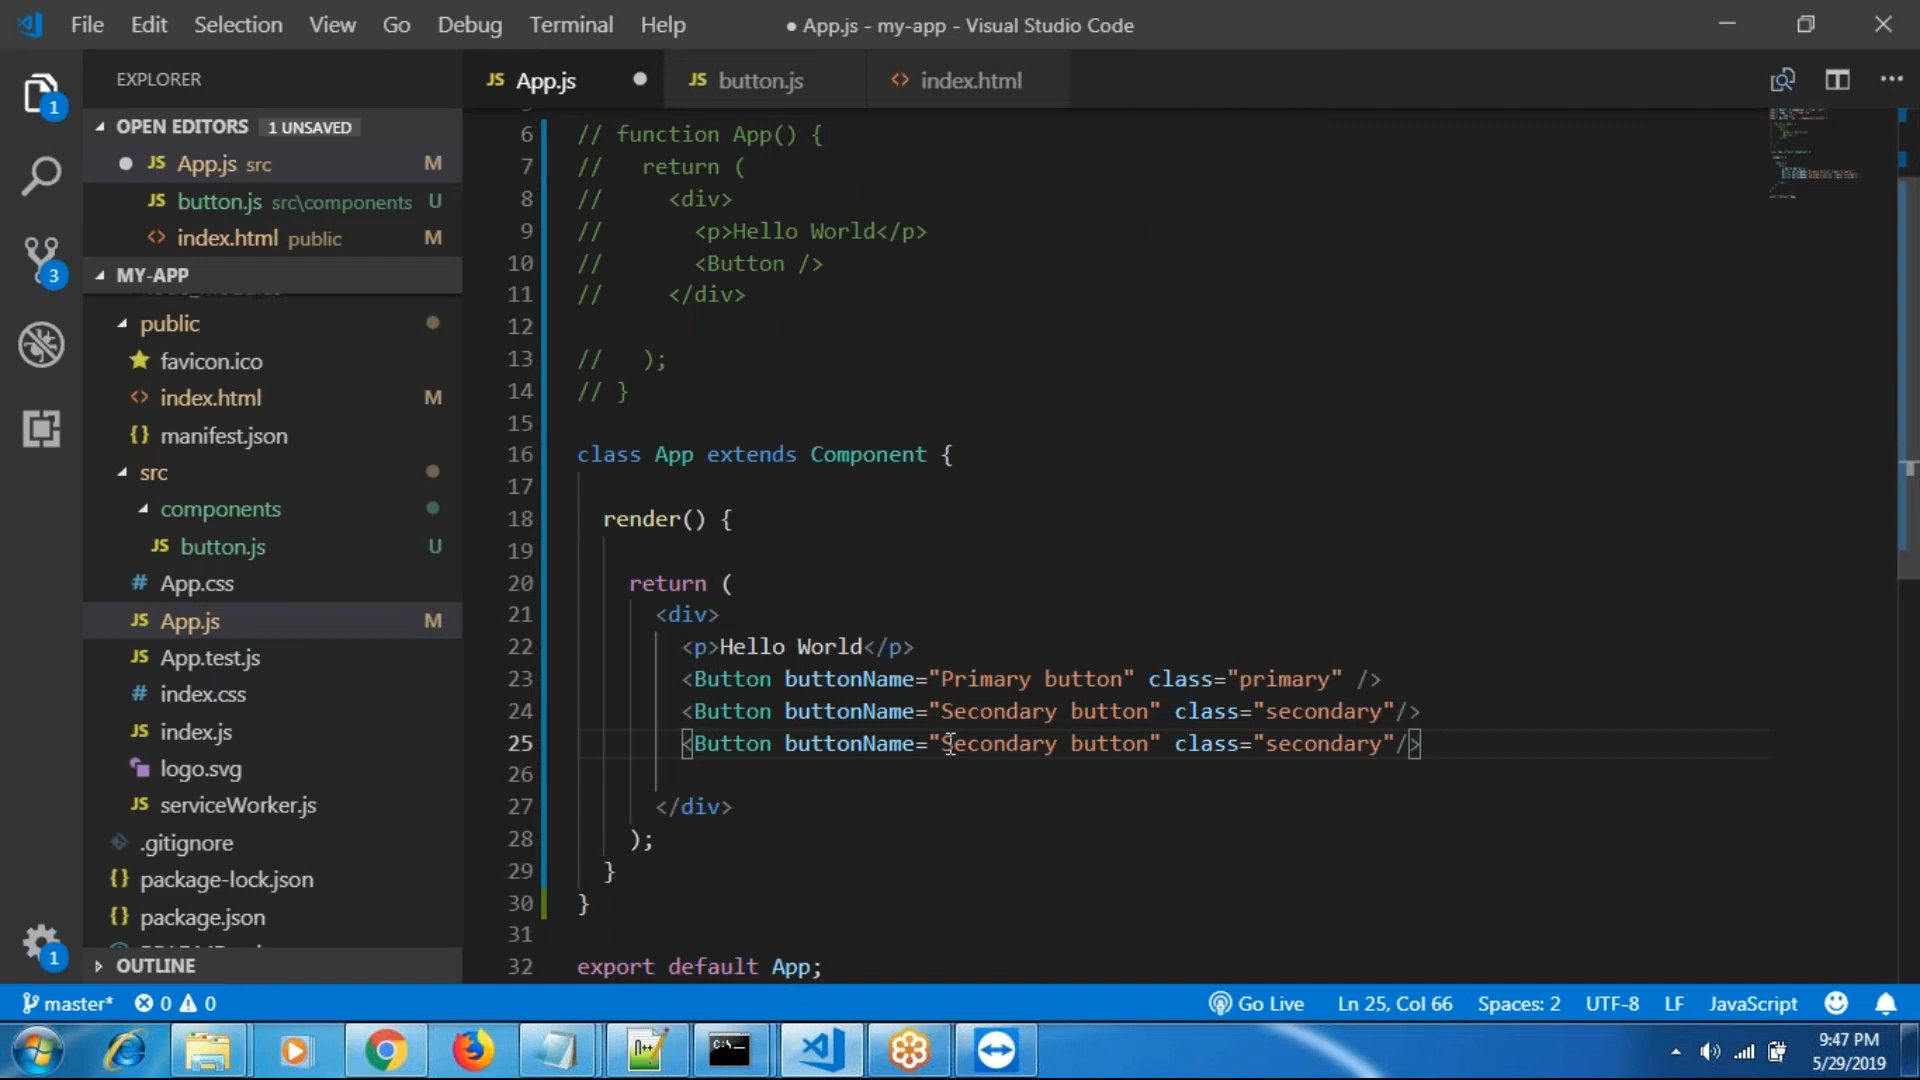 File Edit Selection View Go Debug Terminal Help ● App.js - my-app - Visual Studio Code
EXPLORER
OPEN EDITORS 1 UNSAVED
JS App.js src M
JS button.js src\components U
<> index.html public M
MY-APP
public
favicon.ico
<> index.html M
{} manifest.json
src
components
JS button.js U
# App.css
JS App.js M
JS App.test.js
# index.css
JS index.js
logo.svg
JS serviceWorker.js
.gitignore
{} package-lock.json
{} package.json
OUTLINE
1
3
1
JS App.js ● JS button.js <> index.html
6 // function App() {
7 //   return (
8 //     <div>
9 //       <p>Hello World</p>
10 //       <Button />
11 //     </div>
12
13 //   );
14 // }
15
16 class App extends Component {
17
18   render() {
19
20     return (
21       <div>
22         <p>Hello World</p>
23         <Button buttonName="Primary button" class="primary" />
24         <Button buttonName="Secondary button" class="secondary"/>
25         <Button buttonName="Secondary button" class="secondary"/>
26
27       </div>
28     );
29   }
30 }
31
32 export default App;
master* 0 0 Go Live Ln 25, Col 66 Spaces: 2 UTF-8 LF JavaScript
9:47 PM
5/29/2019